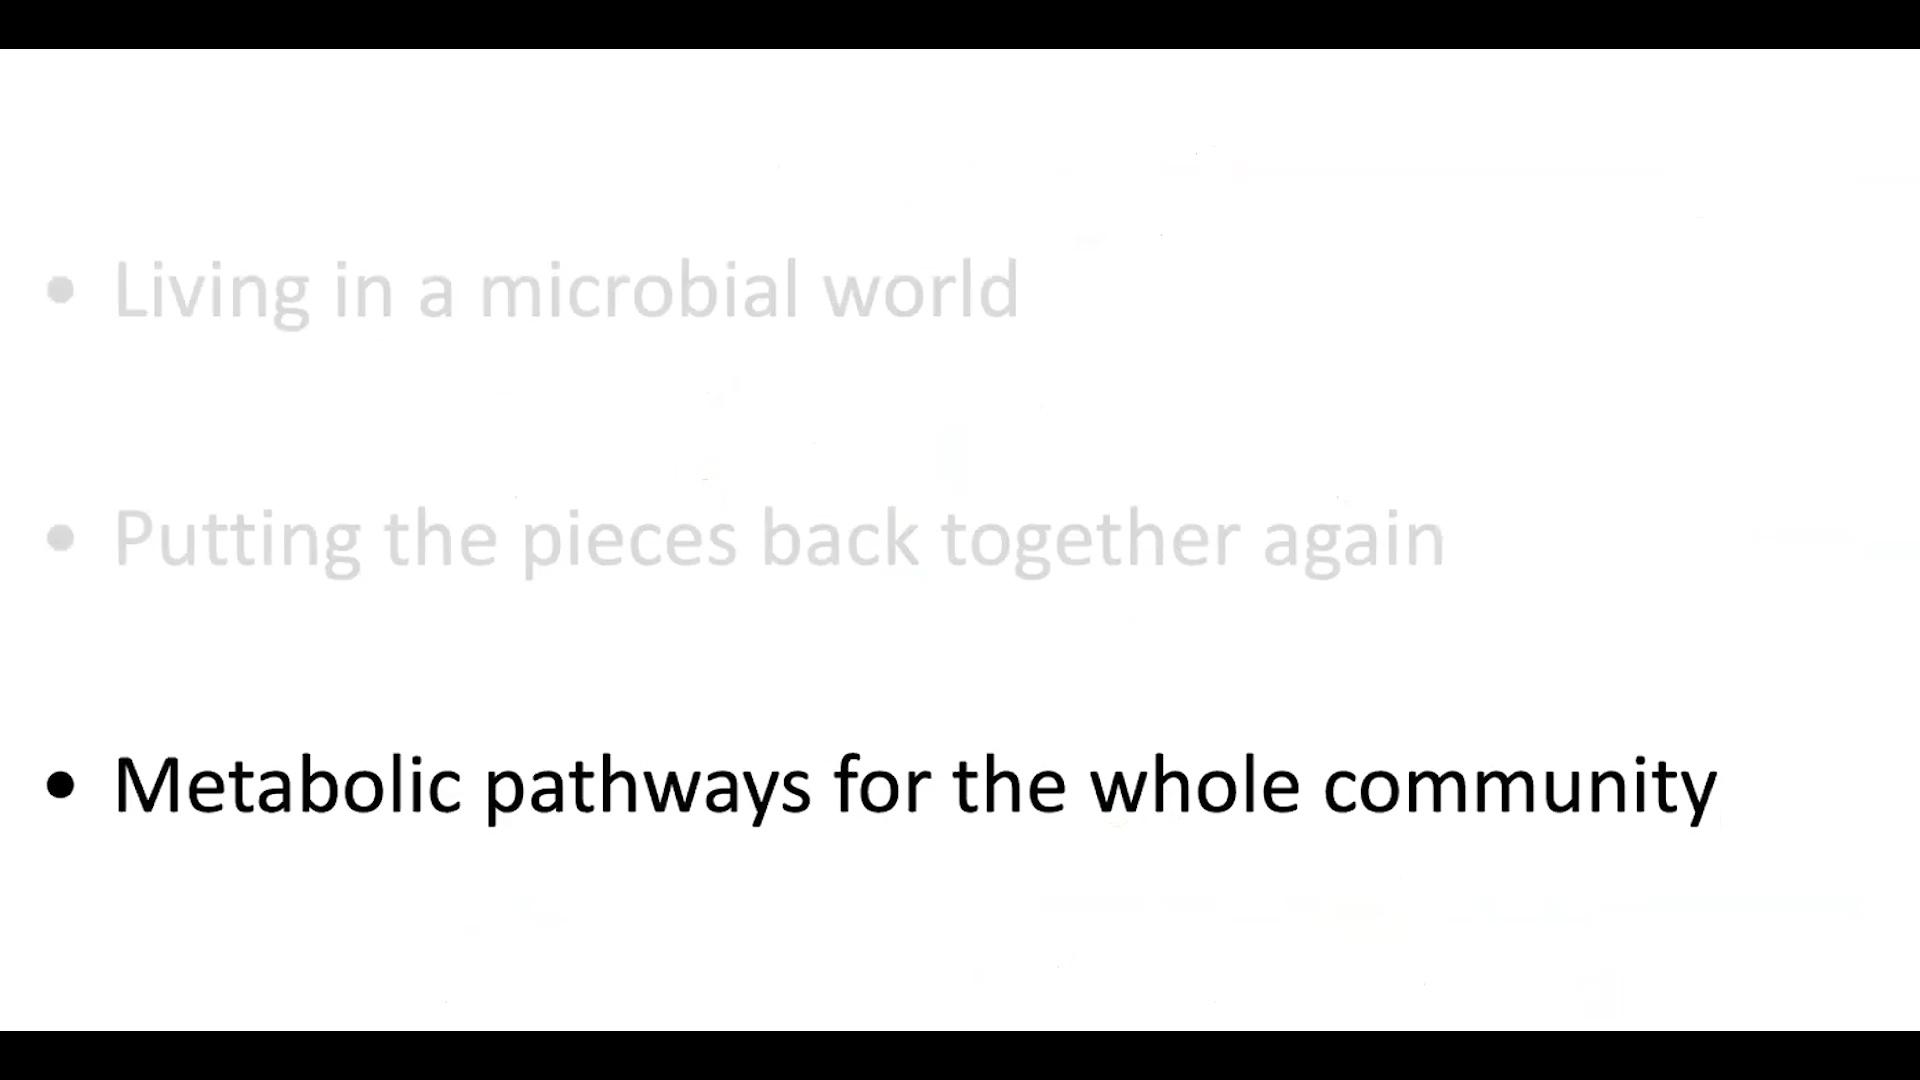 • Living in a microbial world
• Putting the pieces back together again
• Metabolic pathways for the whole community